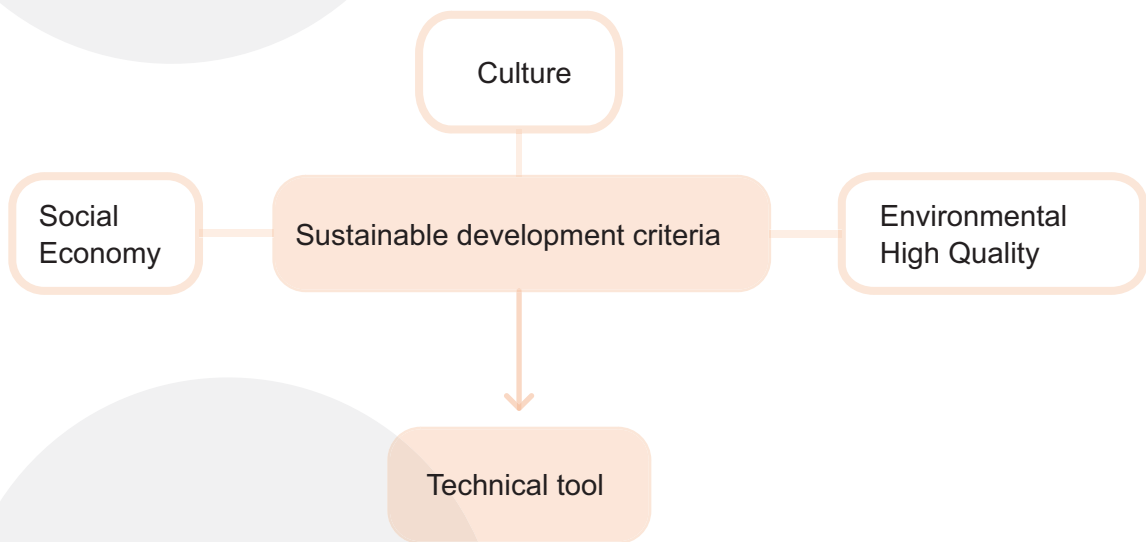 Culture
Social
Economy
Sustainable development criteria
Environmental
High Quality
Technical tool